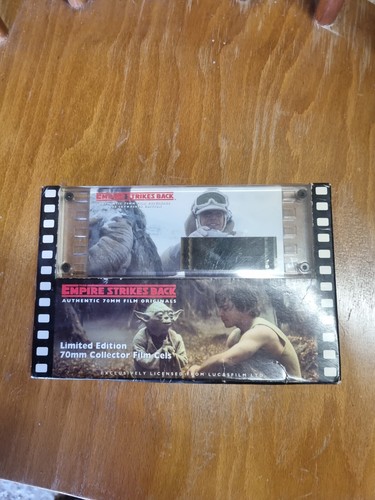 EMPIRE STRIKES BACK
EMPIRE STRIKES BACK
AUTHENTIC 70MM FILM ORIGINALS
Limited Edition
70mm Collector Film Cels
EXCLUSIVELY LICENSED FROM LUCASFILM LTD.